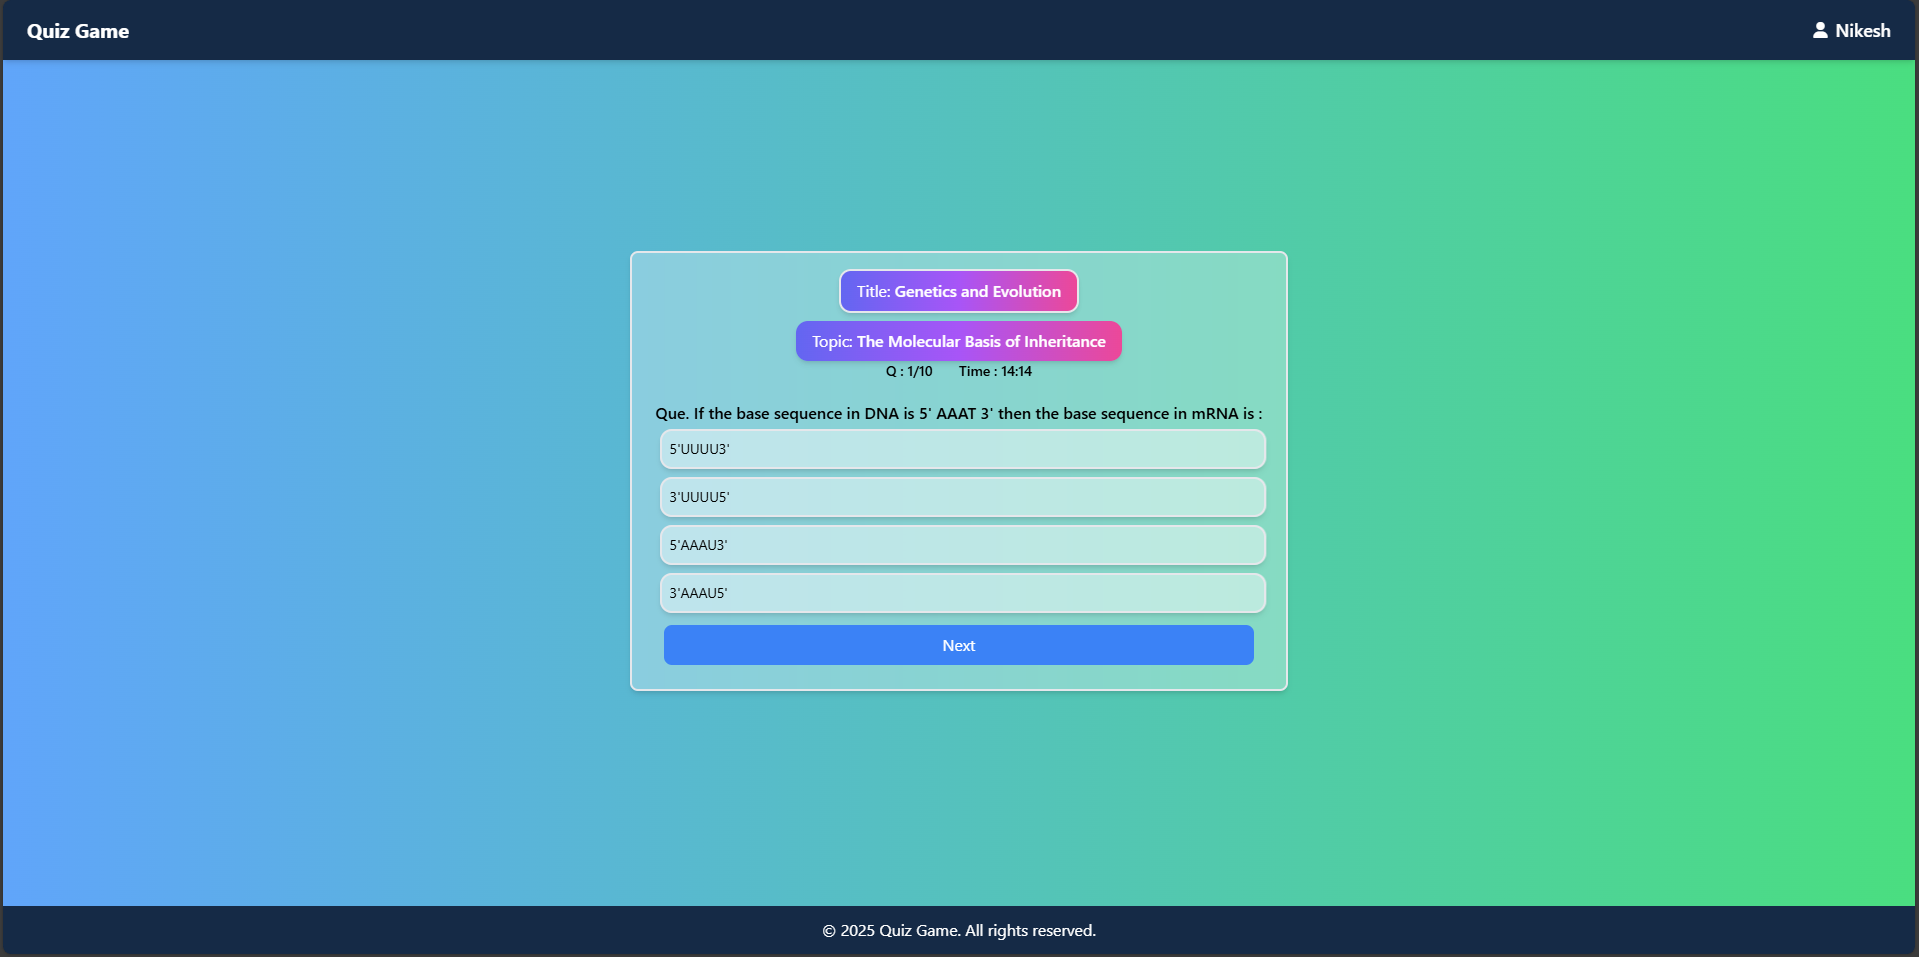 Quiz Game
Nikesh
Title: Genetics and Evolution
Topic: The Molecular Basis of Inheritance
Q : 1/10 Time : 14:14
Que. If the base sequence in DNA is 5' AAAT 3' then the base sequence in mRNA is :
5'UUUU3'
3'UUUU5'
5'AAAU3'
3'AAAU5'
Next
© 2025 Quiz Game. All rights reserved.